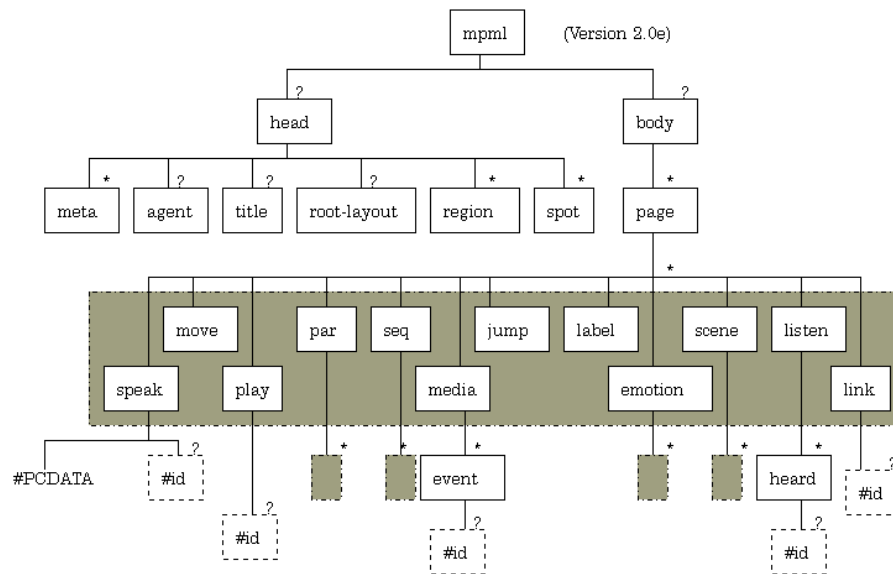 mpml (Version 2.0e)
? ?
head body
* ? ? ? * * *
meta agent title root-layout region spot page
*
move par seq jump label scene listen
speak play media emotion link
? * * * * * * ?
#PCDATA #id event heard #id
? ? ?
#id #id #id